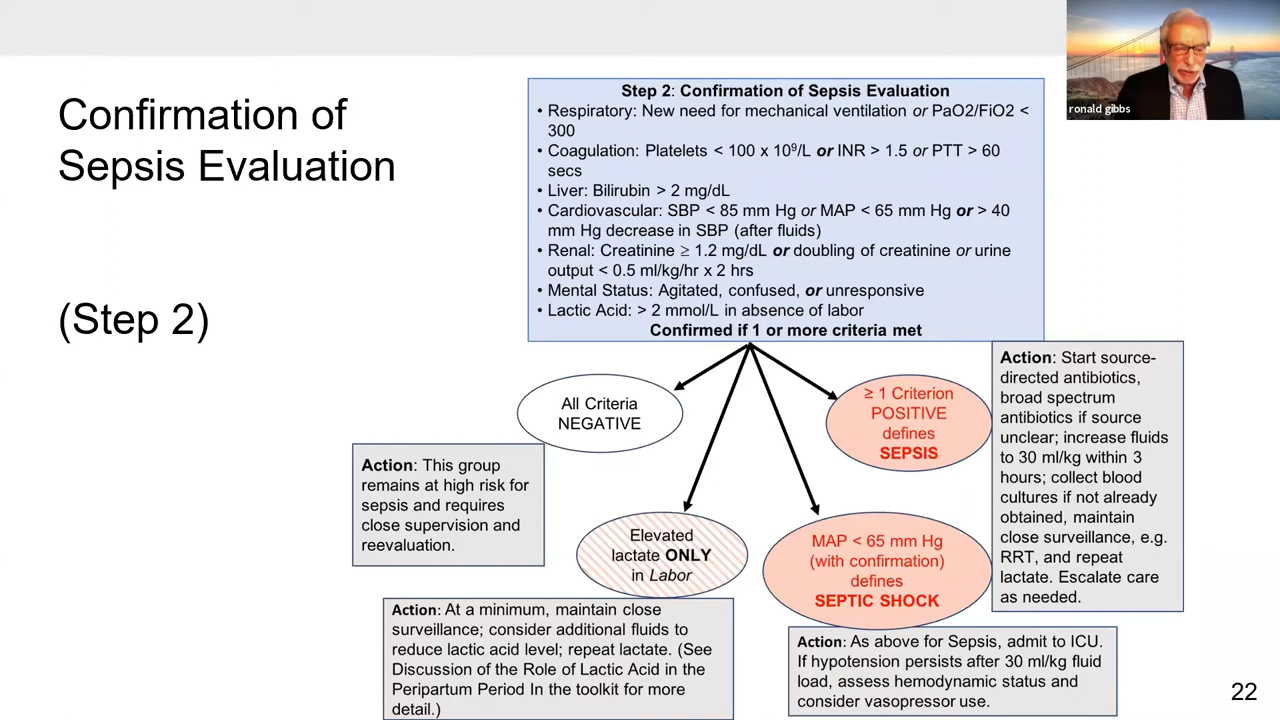 ronald gibbs
Confirmation of
Sepsis Evaluation
(Step 2)
Step 2: Confirmation of Sepsis Evaluation
• Respiratory: New need for mechanical ventilation or PaO2/FiO2 <
300
• Coagulation: Platelets < 100 x 10⁹/L or INR > 1.5 or PTT > 60
secs
• Liver: Bilirubin > 2 mg/dL
• Cardiovascular: SBP < 85 mm Hg or MAP < 65 mm Hg or > 40
mm Hg decrease in SBP (after fluids)
• Renal: Creatinine ≥ 1.2 mg/dL or doubling of creatinine or urine
output < 0.5 ml/kg/hr x 2 hrs
• Mental Status: Agitated, confused, or unresponsive
• Lactic Acid: > 2 mmol/L in absence of labor
Confirmed if 1 or more criteria met
All Criteria
NEGATIVE
Action: This group
remains at high risk for
sepsis and requires
close supervision and
reevaluation.
Elevated
lactate ONLY
in Labor
Action: At a minimum, maintain close
surveillance; consider additional fluids to
reduce lactic acid level; repeat lactate. (See
Discussion of the Role of Lactic Acid in the
Peripartum Period In the toolkit for more
detail.)
MAP < 65 mm Hg
(with confirmation)
defines
SEPTIC SHOCK
Action: As above for Sepsis, admit to ICU.
If hypotension persists after 30 ml/kg fluid
load, assess hemodynamic status and
consider vasopressor use.
≥ 1 Criterion
POSITIVE
defines
SEPSIS
Action: Start source-
directed antibiotics,
broad spectrum
antibiotics if source
unclear; increase fluids
to 30 ml/kg within 3
hours; collect blood
cultures if not already
obtained, maintain
close surveillance, e.g.
RRT, and repeat
lactate. Escalate care
as needed.
22